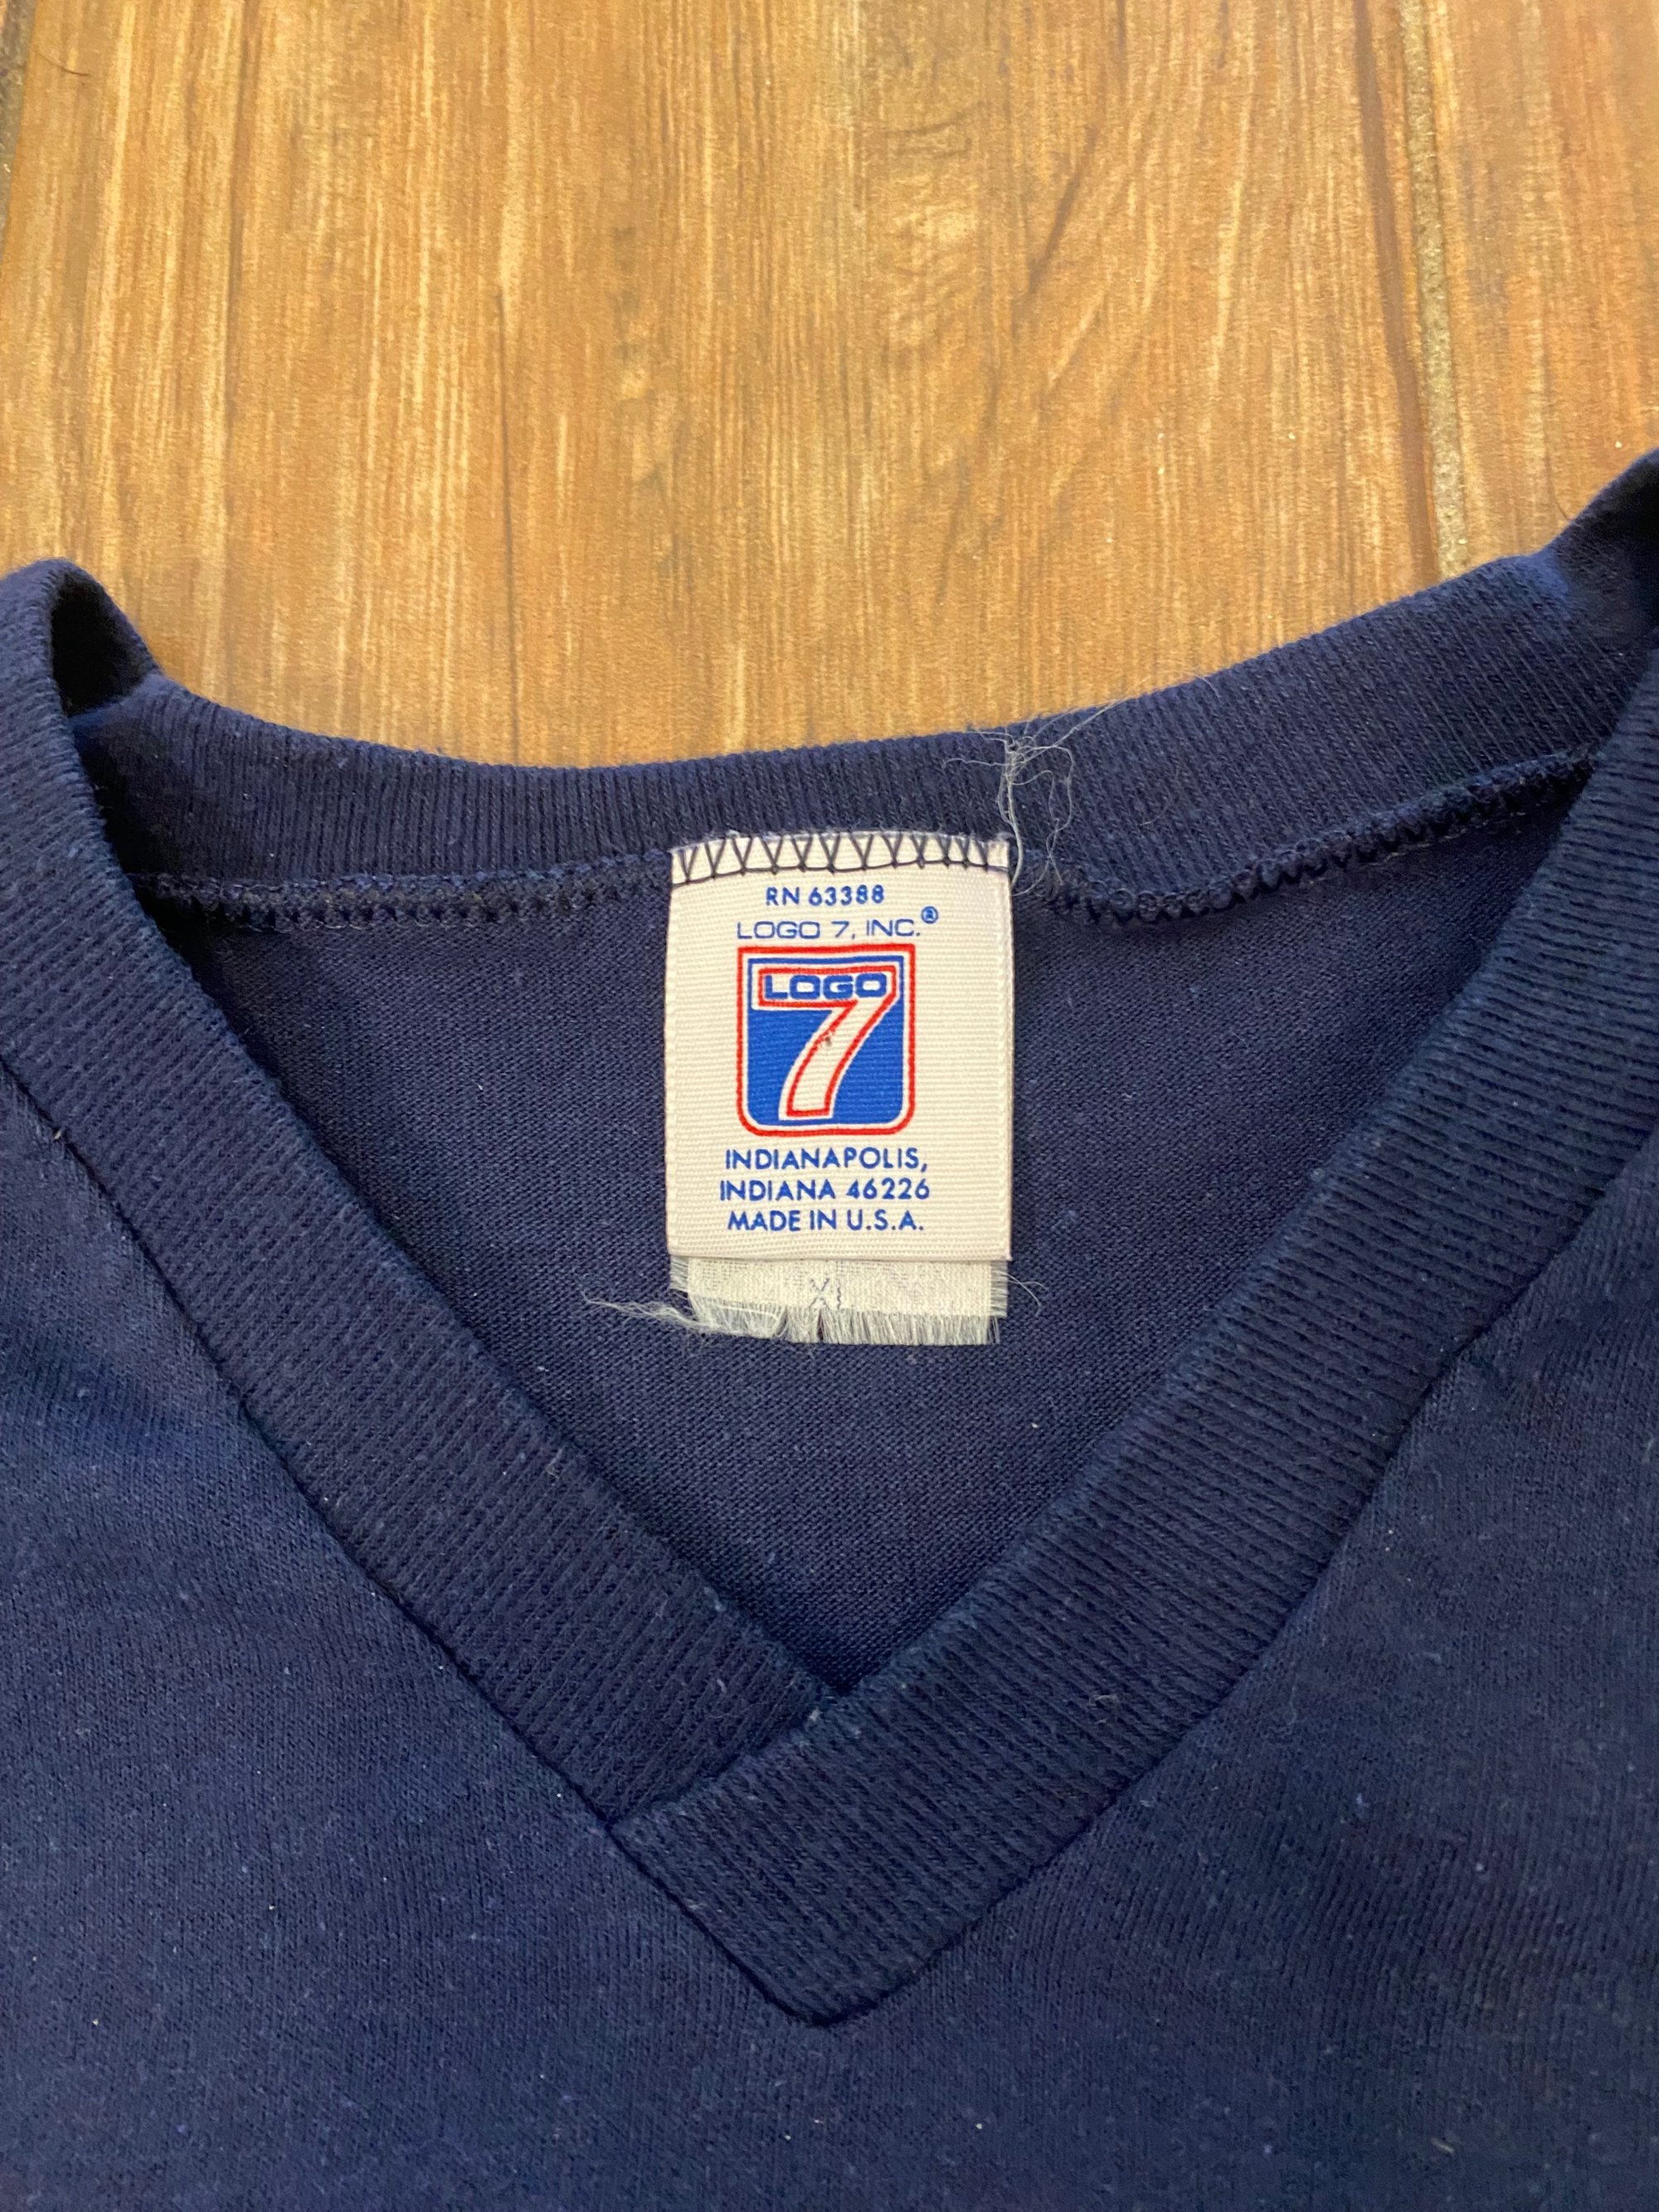 RN 63388
LOGO 7, INC.®
LOGO
7
INDIANAPOLIS,
INDIANA 46226
MADE IN U.S.A.